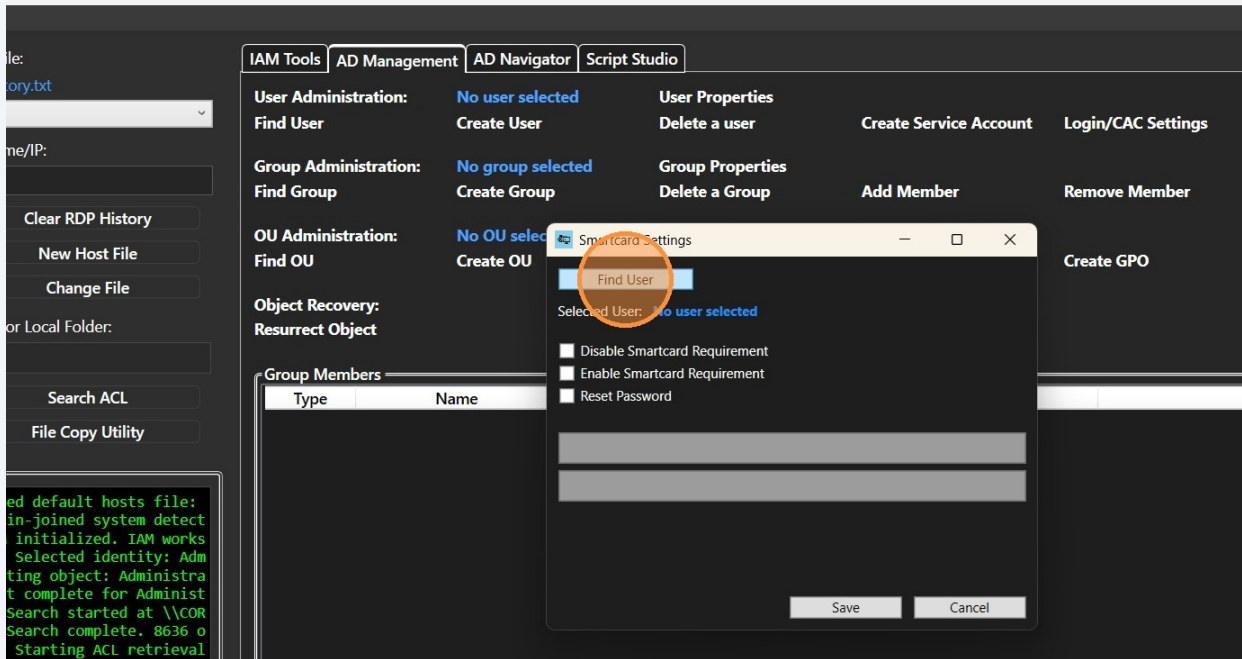 ile:
ory.txt
me/IP:
Clear RDP History
New Host File
Change File
or Local Folder:
Search ACL
File Copy Utility
ed default hosts file:
in-joined system detect
initialized. IAM works
Selected identity: Adm
ting object: Administra
t complete for Administ
Search started at \\COR
Search complete. 8636 o
Starting ACL retrieval
IAM Tools AD Management AD Navigator Script Studio
User Administration: No user selected User Properties
Find User Create User Delete a user Create Service Account Login/CAC Settings
Group Administration: No group selected Group Properties
Find Group Create Group Delete a Group Add Member Remove Member
OU Administration: No OU selec
Find OU Create OU Create GPO
Object Recovery:
Resurrect Object
Group Members
Type Name
Smartcard Settings
Find User
Selected User: No user selected
Disable Smartcard Requirement
Enable Smartcard Requirement
Reset Password
Save Cancel